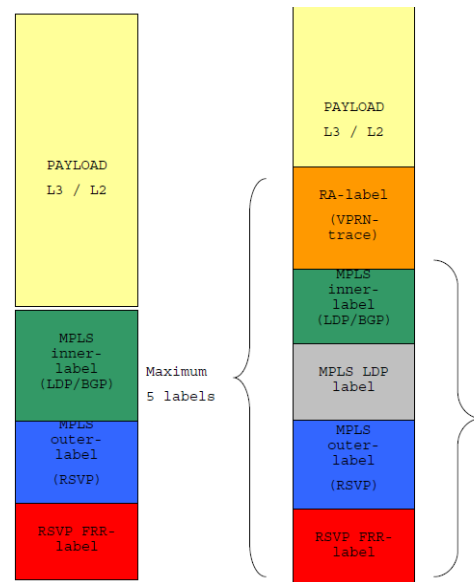 PAYLOAD
L3 / L2
MPLS
inner-
label
(LDP/BGP)
MPLS
outer-
label
(RSVP)
RSVP FRR-
label
Maximum
5 labels
PAYLOAD
L3 / L2
RA-label
(VPRN-
trace)
MPLS
inner-
label
(LDP/BGP)
MPLS LDP
label
MPLS
outer-
label
(RSVP)
RSVP FRR-
label